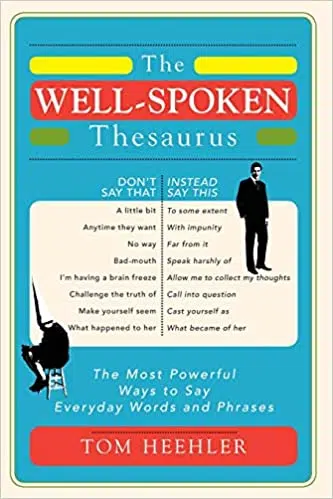 The
WELL-SPOKEN
Thesaurus
DON'T INSTEAD
SAY THAT SAY THIS
A little bit To some extent
Anytime they want With impunity
No way Far from it
Bad-mouth Speak harshly of
I'm having a brain freeze Allow me to collect my thoughts
Challenge the truth of Call into question
Make yourself seem Cast yourself as
What happened to her What became of her
The Most Powerful
Ways to Say
Everyday Words and Phrases
TOM HEEHLER